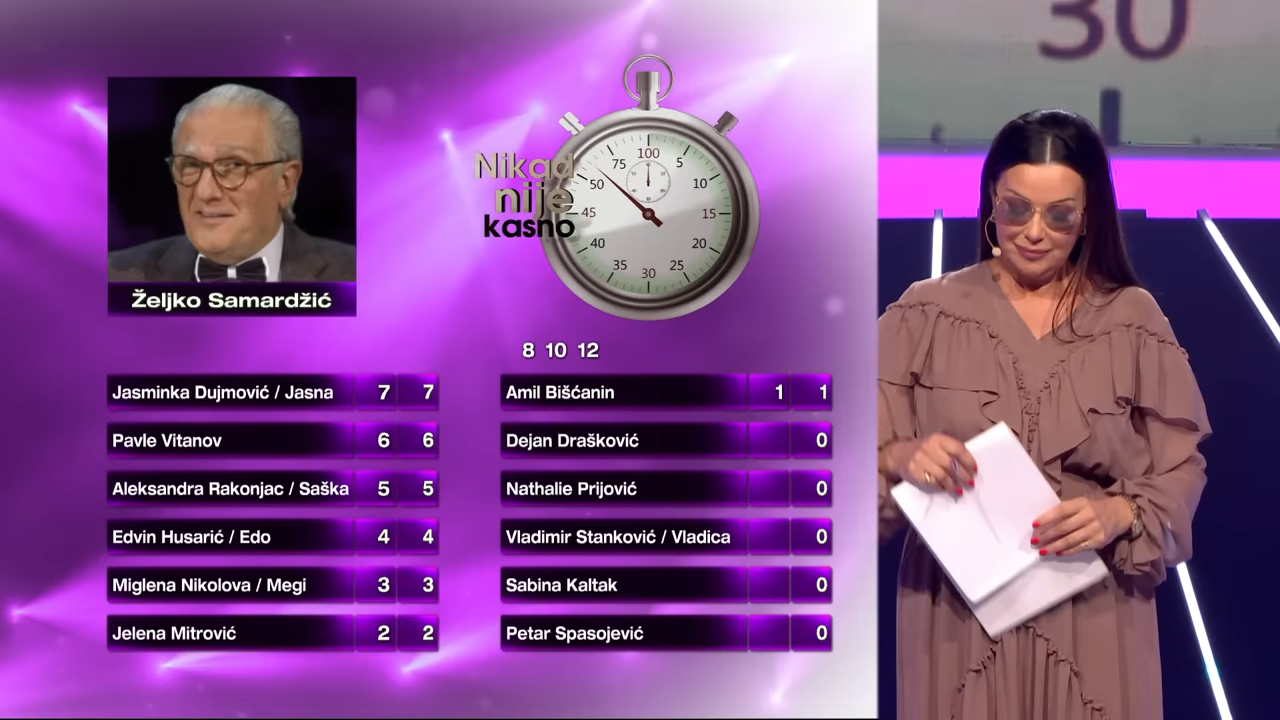 30
Željko Samardžić
Nikad
nije
kasno
100
5
10
15
20
25
30
35
40
45
50
75
8 10 12
Jasminka Dujmović / Jasna 7 7
Pavle Vitanov 6 6
Aleksandra Rakonjac / Saška 5 5
Edvin Husarić / Edo 4 4
Miglena Nikolova / Megi 3 3
Jelena Mitrović 2 2
Amil Bišćanin 1 1
Dejan Drašković 0
Nathalie Prijović 0
Vladimir Stanković / Vladica 0
Sabina Kaltak 0
Petar Spasojević 0